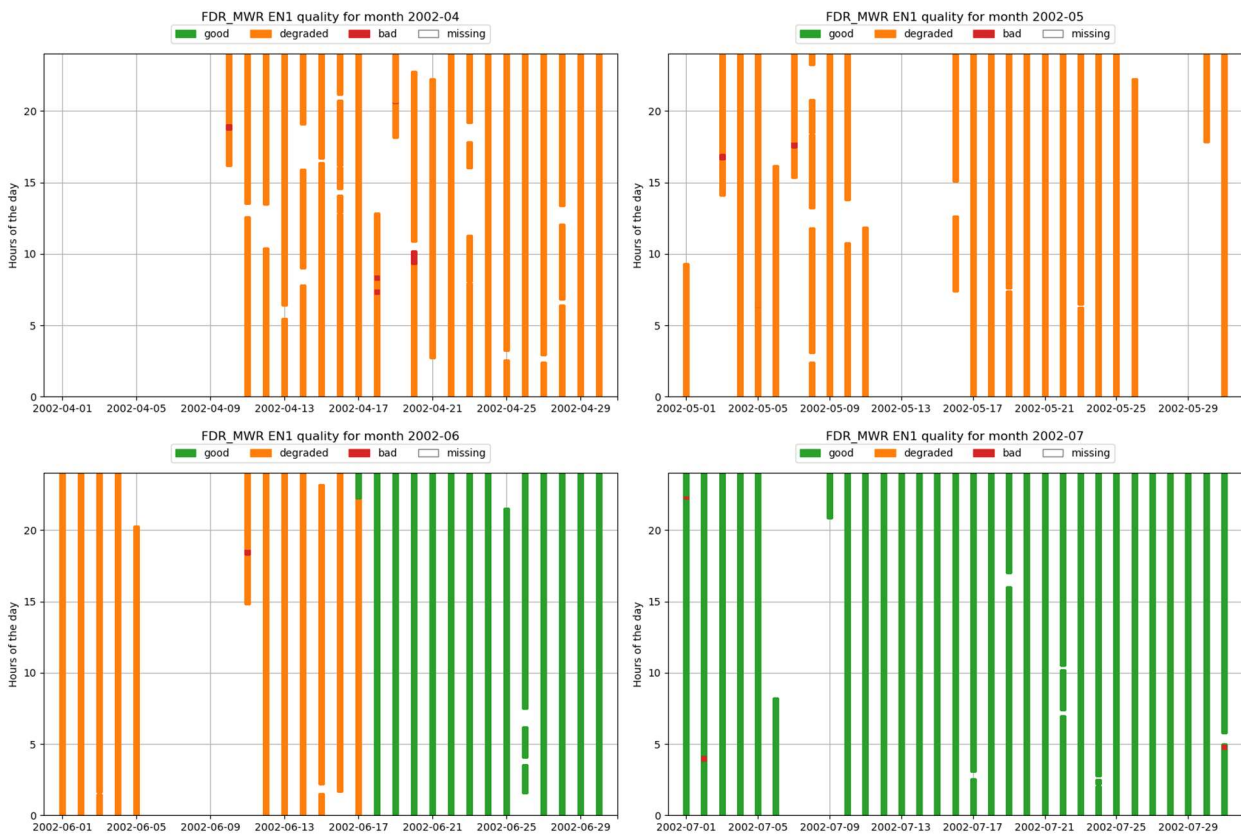 FDR_MWR EN1 quality for month 2002-04
good degraded bad missing
Hours of the day
20
15
10
5
0
2002-04-01 2002-04-05 2002-04-09 2002-04-13 2002-04-17 2002-04-21 2002-04-25 2002-04-29
FDR_MWR EN1 quality for month 2002-05
good degraded bad missing
Hours of the day
20
15
10
5
0
2002-05-01 2002-05-05 2002-05-09 2002-05-13 2002-05-17 2002-05-21 2002-05-25 2002-05-29
FDR_MWR EN1 quality for month 2002-06
good degraded bad missing
Hours of the day
20
15
10
5
0
2002-06-01 2002-06-05 2002-06-09 2002-06-13 2002-06-17 2002-06-21 2002-06-25 2002-06-29
FDR_MWR EN1 quality for month 2002-07
good degraded bad missing
Hours of the day
20
15
10
5
0
2002-07-01 2002-07-05 2002-07-09 2002-07-13 2002-07-17 2002-07-21 2002-07-25 2002-07-29